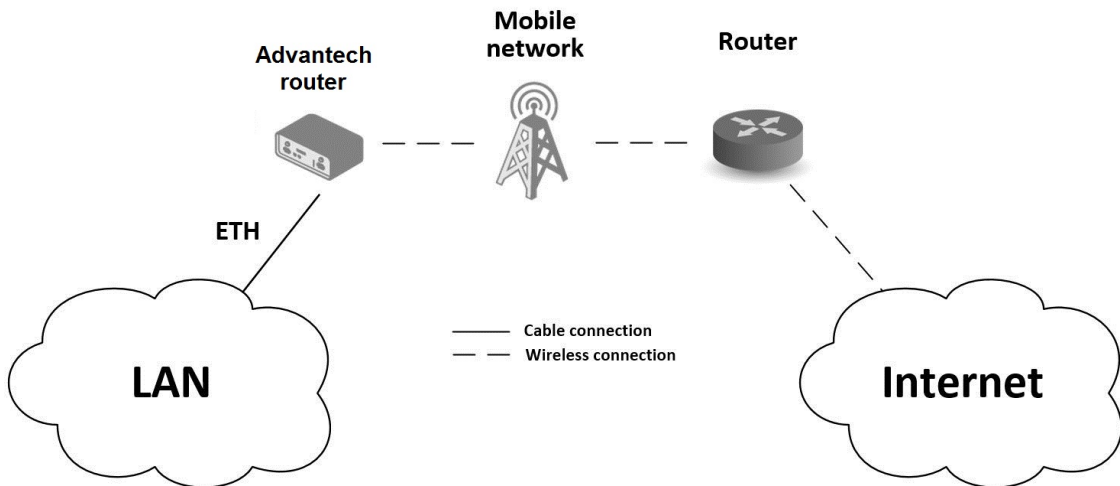 Mobile
network
Router
Advantech
router
ETH
Cable connection
Wireless connection
LAN
Internet